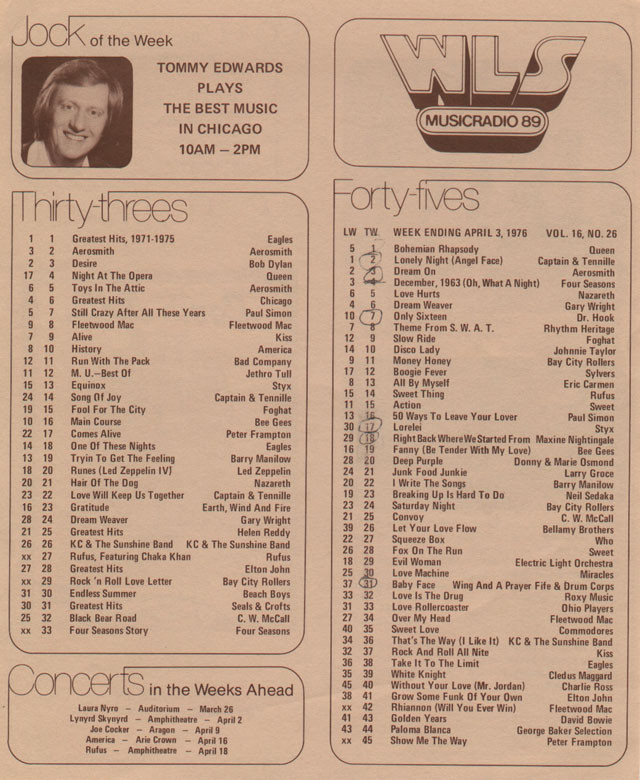 Jock of the Week
TOMMY EDWARDS
PLAYS
THE BEST MUSIC
IN CHICAGO
10AM – 2PM
WLS
MUSICRADIO 89
Thirty-threes
1 1 Greatest Hits, 1971-1975 Eagles
3 2 Aerosmith Aerosmith
2 3 Desire Bob Dylan
17 4 Night At The Opera Queen
6 5 Toys In The Attic Aerosmith
4 6 Greatest Hits Chicago
5 7 Still Crazy After All These Years Paul Simon
9 8 Fleetwood Mac Fleetwood Mac
7 9 Alive Kiss
8 10 History America
12 11 Run With The Pack Bad Company
11 12 M. U.–Best Of Jethro Tull
15 13 Equinox Styx
24 14 Song Of Joy Captain & Tennille
19 15 Fool For The City Foghat
10 16 Main Course Bee Gees
22 17 Comes Alive Peter Frampton
14 18 One Of These Nights Eagles
13 19 Tryin To Get The Feeling Barry Manilow
18 20 Runes (Led Zeppelin IV) Led Zeppelin
20 21 Hair Of The Dog Nazareth
23 22 Love Will Keep Us Together Captain & Tennille
16 23 Gratitude Earth, Wind And Fire
28 24 Dream Weaver Gary Wright
21 25 Greatest Hits Helen Reddy
26 26 KC & The Sunshine Band KC & The Sunshine Band
xx 27 Rufus, Featuring Chaka Khan Rufus
27 28 Greatest Hits Elton John
xx 29 Rock 'n Roll Love Letter Bay City Rollers
31 30 Endless Summer Beach Boys
30 31 Greatest Hits Seals & Crofts
25 32 Black Bear Road C. W. McCall
xx 33 Four Seasons Story Four Seasons
Concerts in the Weeks Ahead
Laura Nyro – Auditorium – March 26
Lynyrd Skynyrd – Amphitheatre – April 2
Joe Cocker – Aragon – April 9
America – Arie Crown – April 16
Rufus – Amphitheatre – April 18
Forty-fives
LW TW WEEK ENDING APRIL 3, 1976 VOL. 16, NO. 26
5 1 Bohemian Rhapsody Queen
1 2 Lonely Night (Angel Face) Captain & Tennille
2 3 Dream On Aerosmith
3 4 December, 1963 (Oh, What A Night) Four Seasons
6 5 Love Hurts Nazareth
4 6 Dream Weaver Gary Wright
10 7 Only Sixteen Dr. Hook
7 8 Theme From S. W. A. T. Rhythm Heritage
12 9 Slow Ride Foghat
14 10 Disco Lady Johnnie Taylor
9 11 Money Honey Bay City Rollers
17 12 Boogie Fever Sylvers
8 13 All By Myself Eric Carmen
15 14 Sweet Thing Rufus
11 15 Action Sweet
13 16 50 Ways To Leave Your Lover Paul Simon
30 17 Lorelei Styx
29 18 Right Back Where We Started From Maxine Nightingale
16 19 Fanny (Be Tender With My Love) Bee Gees
28 20 Deep Purple Donny & Marie Osmond
24 21 Junk Food Junkie Larry Groce
20 22 I Write The Songs Barry Manilow
19 23 Breaking Up Is Hard To Do Neil Sedaka
23 24 Saturday Night Bay City Rollers
21 25 Convoy C. W. McCall
39 26 Let Your Love Flow Bellamy Brothers
22 27 Squeeze Box Who
26 28 Fox On The Run Sweet
18 29 Evil Woman Electric Light Orchestra
25 30 Love Machine Miracles
37 31 Baby Face Wing And A Prayer Fife & Drum Corps
33 32 Love Is The Drug Roxy Music
31 33 Love Rollercoaster Ohio Players
27 34 Over My Head Fleetwood Mac
40 35 Sweet Love Commodores
34 36 That's The Way (I Like It) KC & The Sunshine Band
32 37 Rock And Roll All Nite Kiss
36 38 Take It To The Limit Eagles
35 39 White Knight Cledus Maggard
45 40 Without Your Love (Mr. Jordan) Charlie Ross
38 41 Grow Some Funk Of Your Own Elton John
xx 42 Rhiannon (Will You Ever Win) Fleetwood Mac
41 43 Golden Years David Bowie
43 44 Paloma Blanca George Baker Selection
xx 45 Show Me The Way Peter Frampton